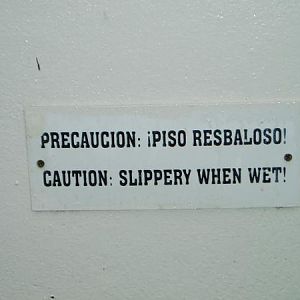 PRECAUCION: ¡PISO RESBALOSO!
CAUTION: SLIPPERY WHEN WET!